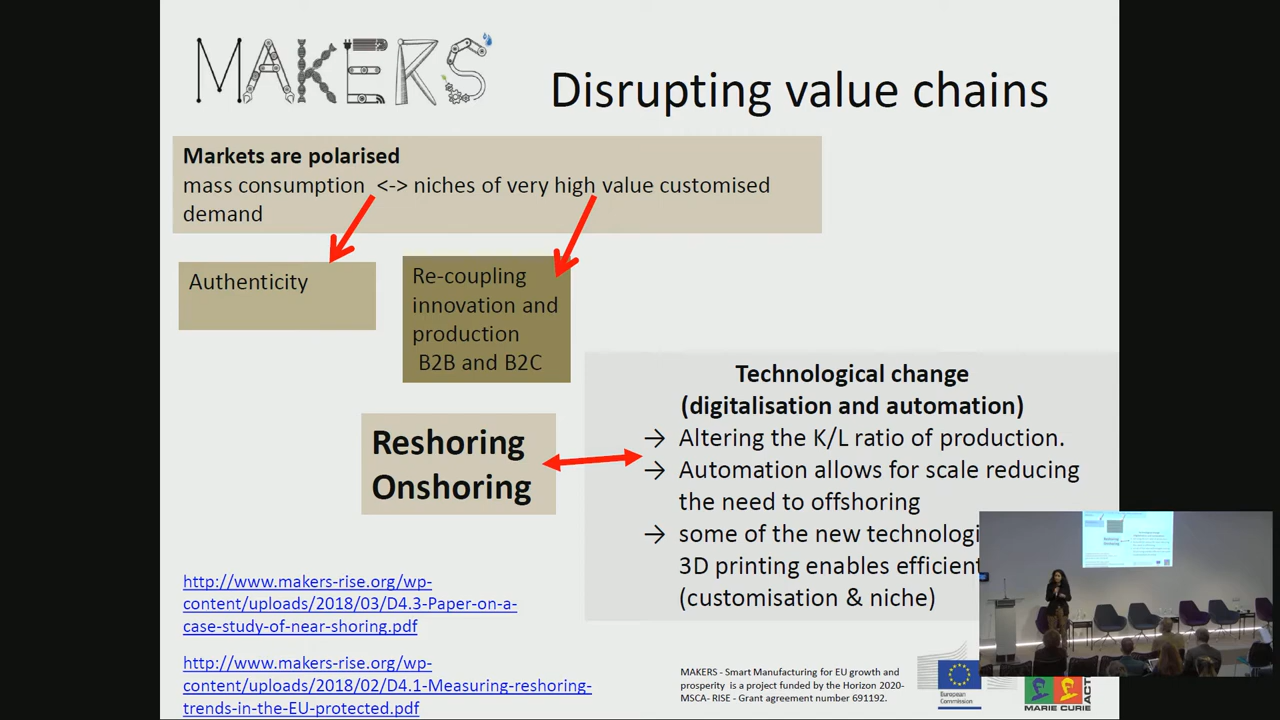 MAKERS
Disrupting value chains
Markets are polarised
mass consumption <-> niches of very high value customised
demand
Authenticity
Re-coupling
innovation and
production
B2B and B2C
Reshoring
Onshoring
Technological change
(digitalisation and automation)
→ Altering the K/L ratio of production.
→ Automation allows for scale reducing
the need to offshoring
→ some of the new
3D printing enables
(customisation & niche)
http://www.makers-rise.org/wp-
content/uploads/2018/03/D4.3-Paper-on-a-
case-study-of-near-shoring.pdf
http://www.makers-rise.org/wp-
content/uploads/2018/02/D4.1-Measuring-reshoring-
trends-in-the-EU-protected.pdf
MAKERS - Smart Manufacturing for EU growth and
prosperity is a project funded by the Horizon 2020-
MSCA- RISE - Grant agreement number 691192.
European
Commission
MARIE CURIE